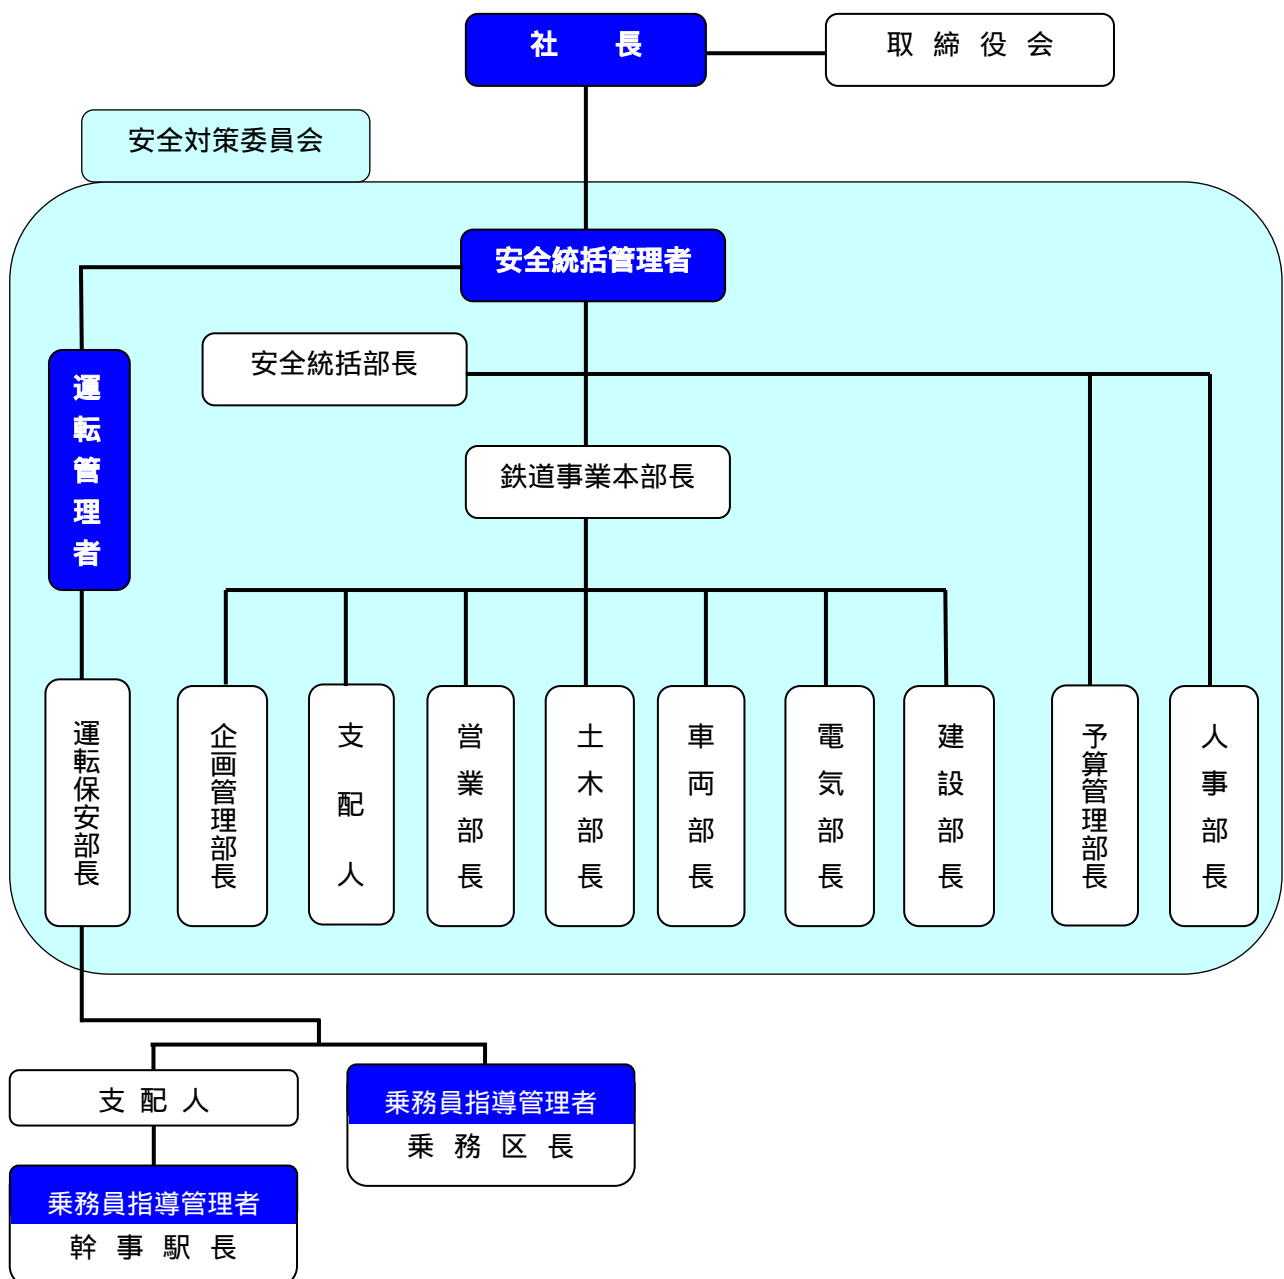 社 長
取 締 役 会
安全対策委員会
安全統括管理者
安全統括部長
運転管理者
鉄道事業本部長
運転保安部長
企画管理部長
支配人
営業部長
土木部長
車両部長
電気部長
建設部長
予算管理部長
人事部長
支 配 人
乗務員指導管理者
乗 務 区 長
乗務員指導管理者
幹 事 駅 長